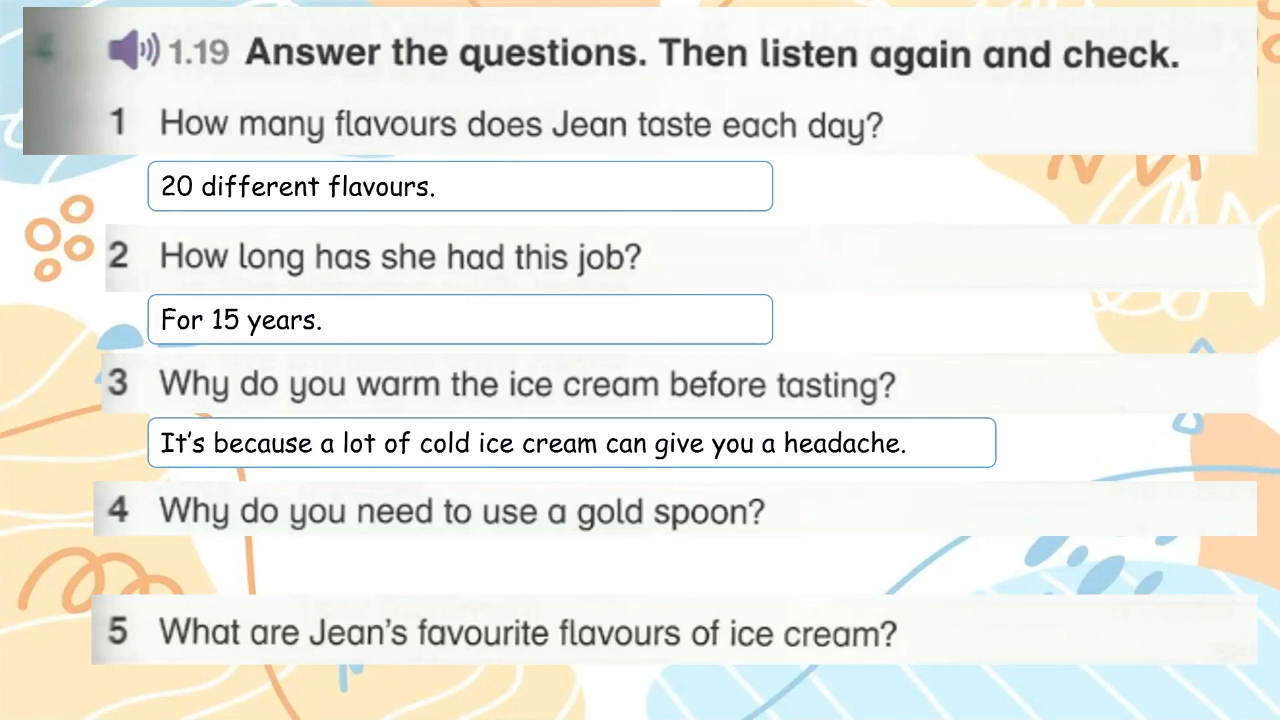 1.19 Answer the questions. Then listen again and check.
1 How many flavours does Jean taste each day?
20 different flavours.
2 How long has she had this job?
For 15 years.
3 Why do you warm the ice cream before tasting?
It's because a lot of cold ice cream can give you a headache.
4 Why do you need to use a gold spoon?
5 What are Jean's favourite flavours of ice cream?